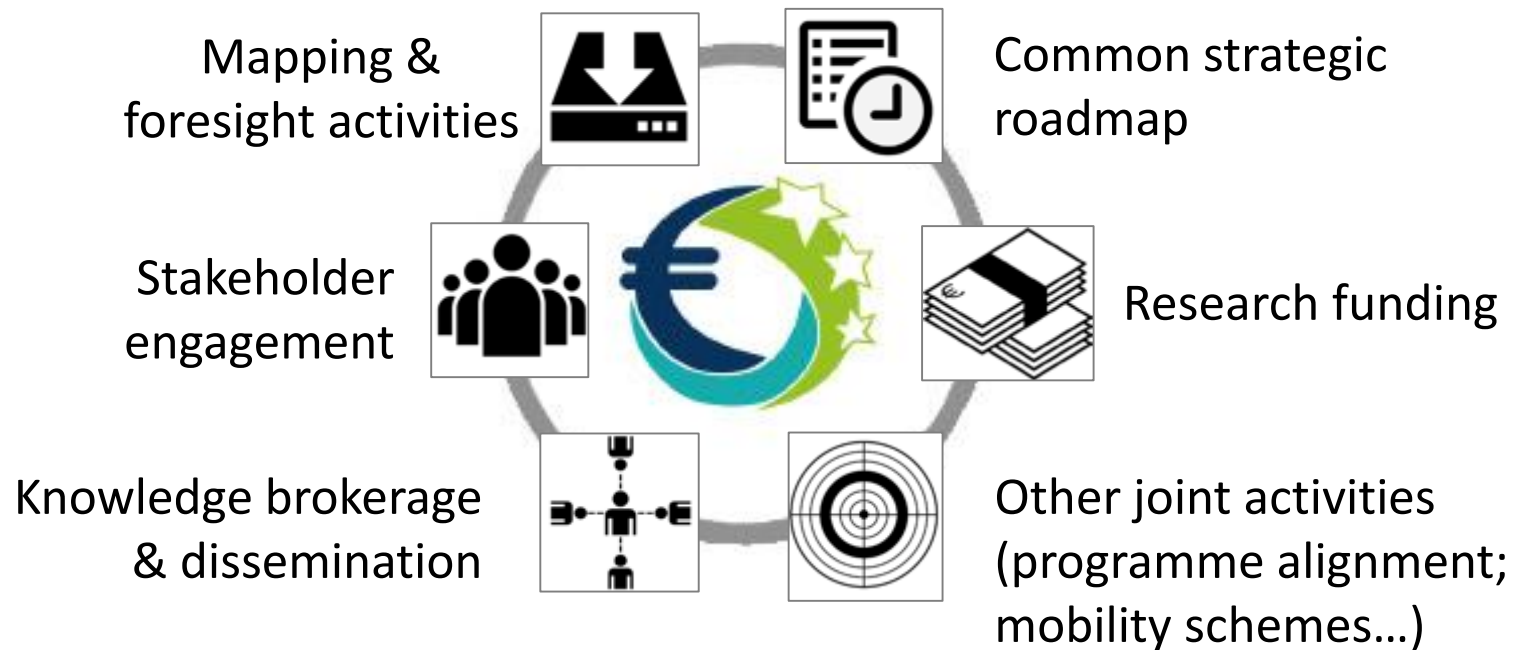 Mapping &
foresight activities
Common strategic
roadmap
Stakeholder
engagement
€
Research funding
Knowledge brokerage
& dissemination
Other joint activities
(programme alignment;
mobility schemes…)